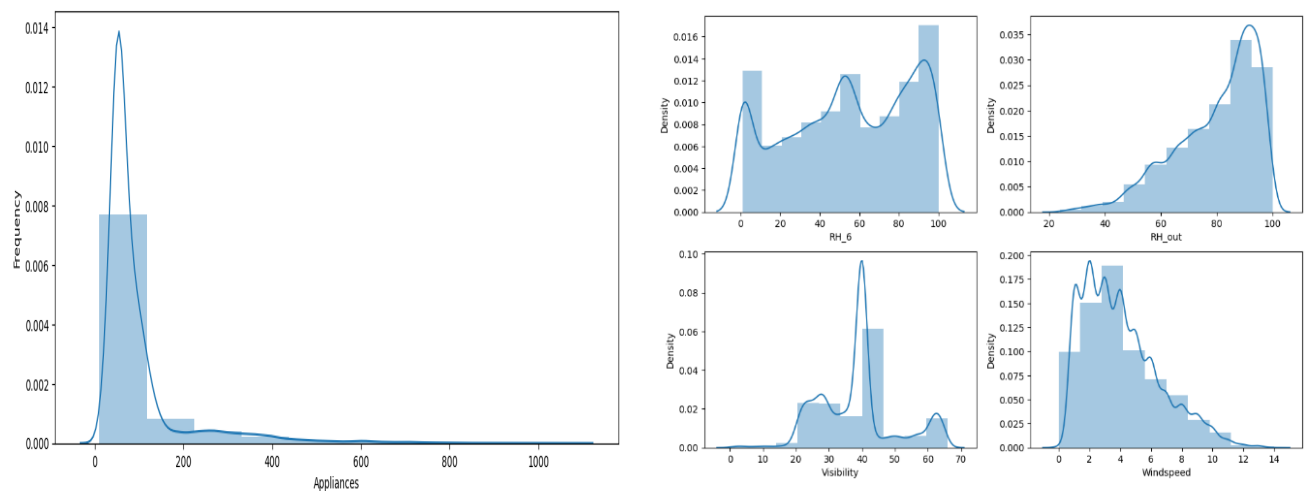 0.014
0.012
0.010
0.008
0.006
0.004
0.002
0.000
Frequency
0 200 400 600 800 1000
Appliances
0.016
0.014
0.012
0.010
0.008
0.006
0.004
0.002
0.000
Density
0 20 40 60 80 100
RH_6
0.035
0.030
0.025
0.020
0.015
0.010
0.005
0.000
Density
20 40 60 80 100
RH_out
0.10
0.08
0.06
0.04
0.02
0.00
Density
0 10 20 30 40 50 60 70
Visibility
0.200
0.175
0.150
0.125
0.100
0.075
0.050
0.025
0.000
Density
0 2 4 6 8 10 12 14
Windspeed